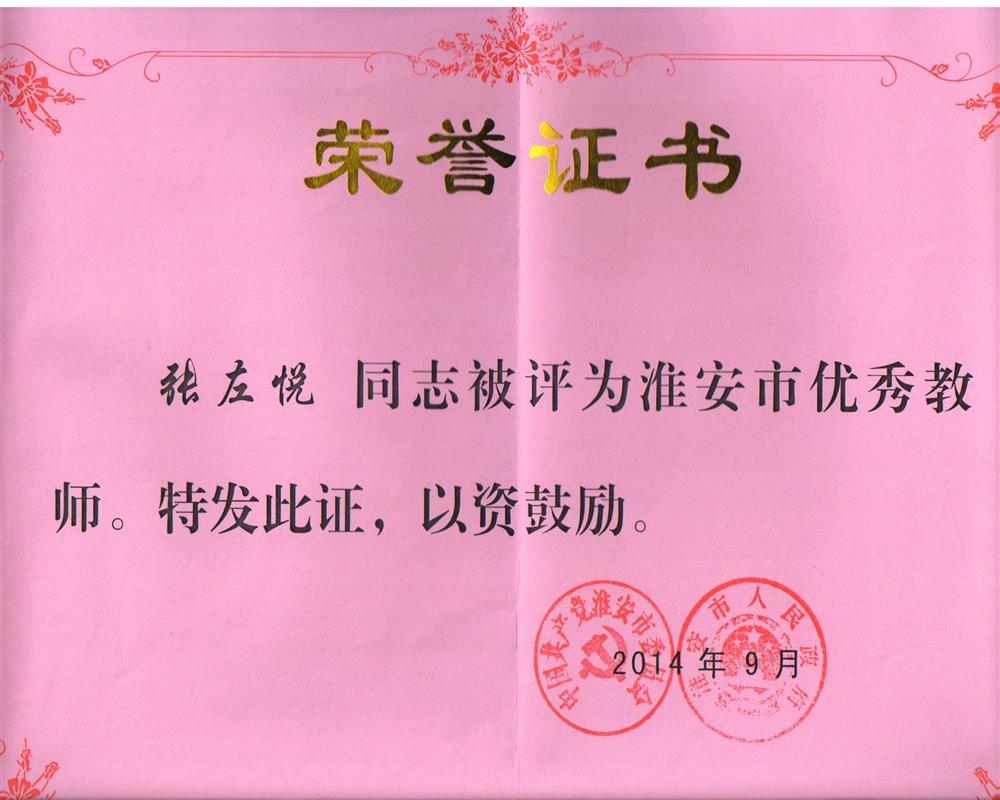 荣誉证书
张左悦 同志被评为淮安市优秀教
师。特发此证，以资鼓励。
中国共产党淮安市委员会
淮安市人民政府
2014年9月